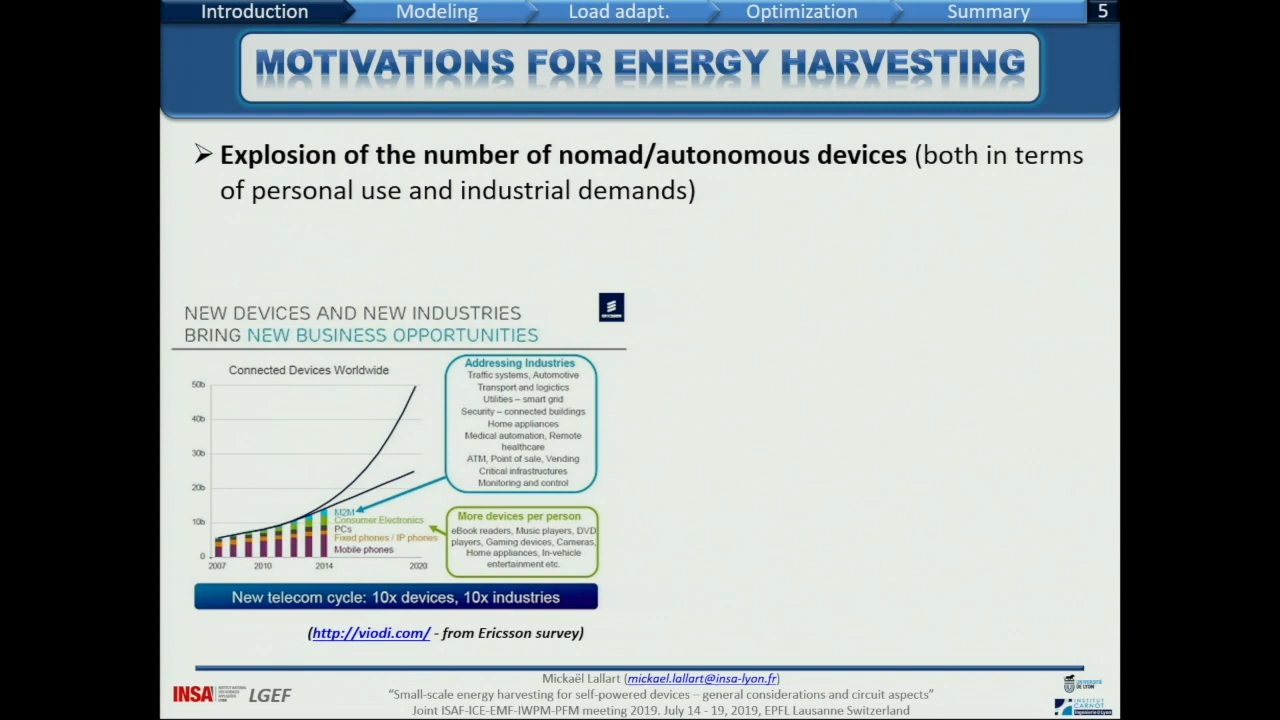 Introduction Modeling Load adapt. Optimization Summary 5
MOTIVATIONS FOR ENERGY HARVESTING
Explosion of the number of nomad/autonomous devices (both in terms
of personal use and industrial demands)
NEW DEVICES AND NEW INDUSTRIES
BRING NEW BUSINESS OPPORTUNITIES
ERICSSON
Connected Devices Worldwide
50b
40b
30b
20b
10b
0
2007 2010 2014 2020
M2M
Consumer Electronics
PCs
Fixed phones / IP phones
Mobile phones
Addressing Industries
Traffic systems, Automotive
Transport and logictics
Utilities – smart grid
Security – connected buildings
Home appliances
Medical automation, Remote
healthcare
ATM, Point of sale, Vending
Critical infrastructures
Monitoring and control
More devices per person
eBook readers, Music players, DVD
players, Gaming devices, Cameras,
Home appliances, In-vehicle
entertainment etc.
New telecom cycle: 10x devices, 10x industries
(http://viodi.com/ - from Ericsson survey)
Mickaël Lallart (mickael.lallart@insa-lyon.fr)
“Small-scale energy harvesting for self-powered devices – general considerations and circuit aspects”
Joint ISAF-ICE-EMF-IWPM-PFM meeting 2019. July 14 - 19, 2019, EPFL Lausanne Switzerland
INSA LGEF
UNIVERSITÉ
DE LYON
INSTITUT
CARNOT